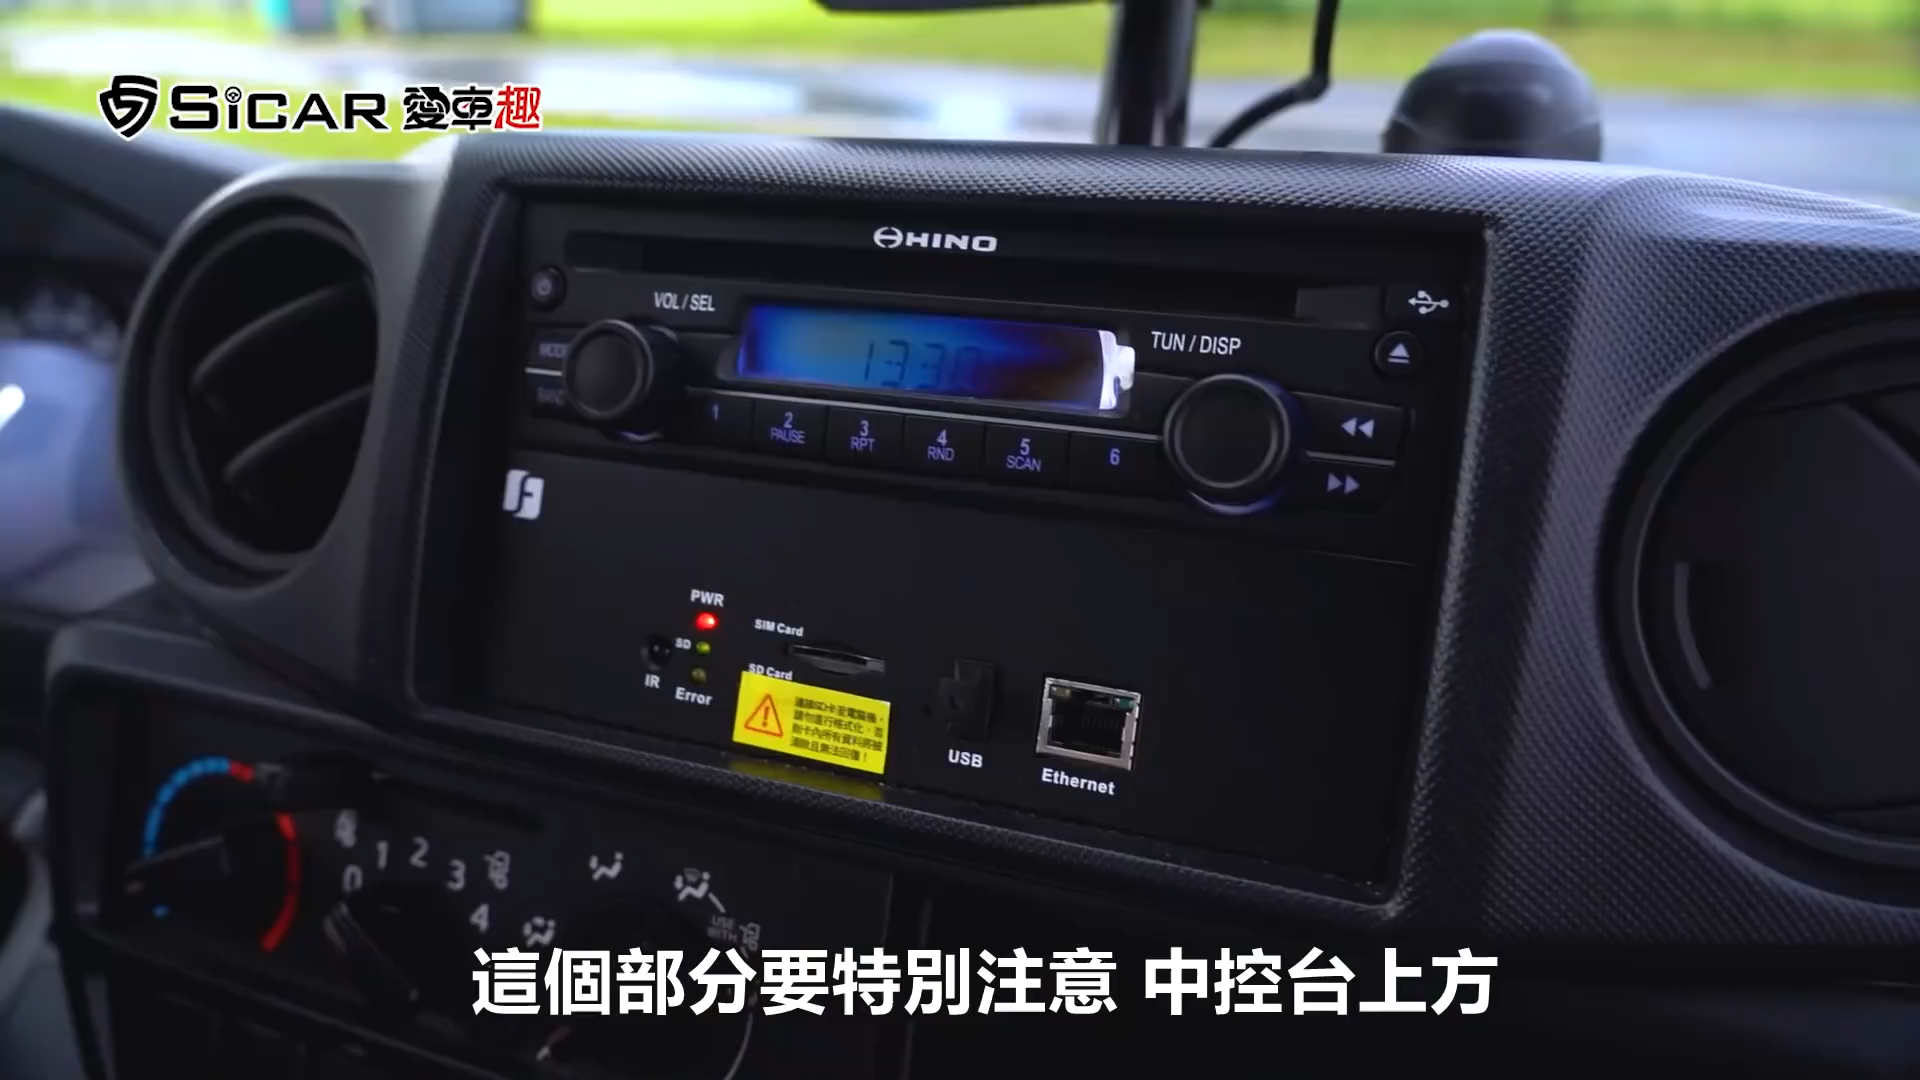 SiCAR 愛車趣
HINO
VOL / SEL
TUN / DISP
13:30
1
2
PAUSE
3
RPT
4
RND
5
SCAN
6
PWR
SD
IR
Error
SIM Card
SD Card
USB
Ethernet
0 1 2 3 4
這個部分要特別注意 中控台上方